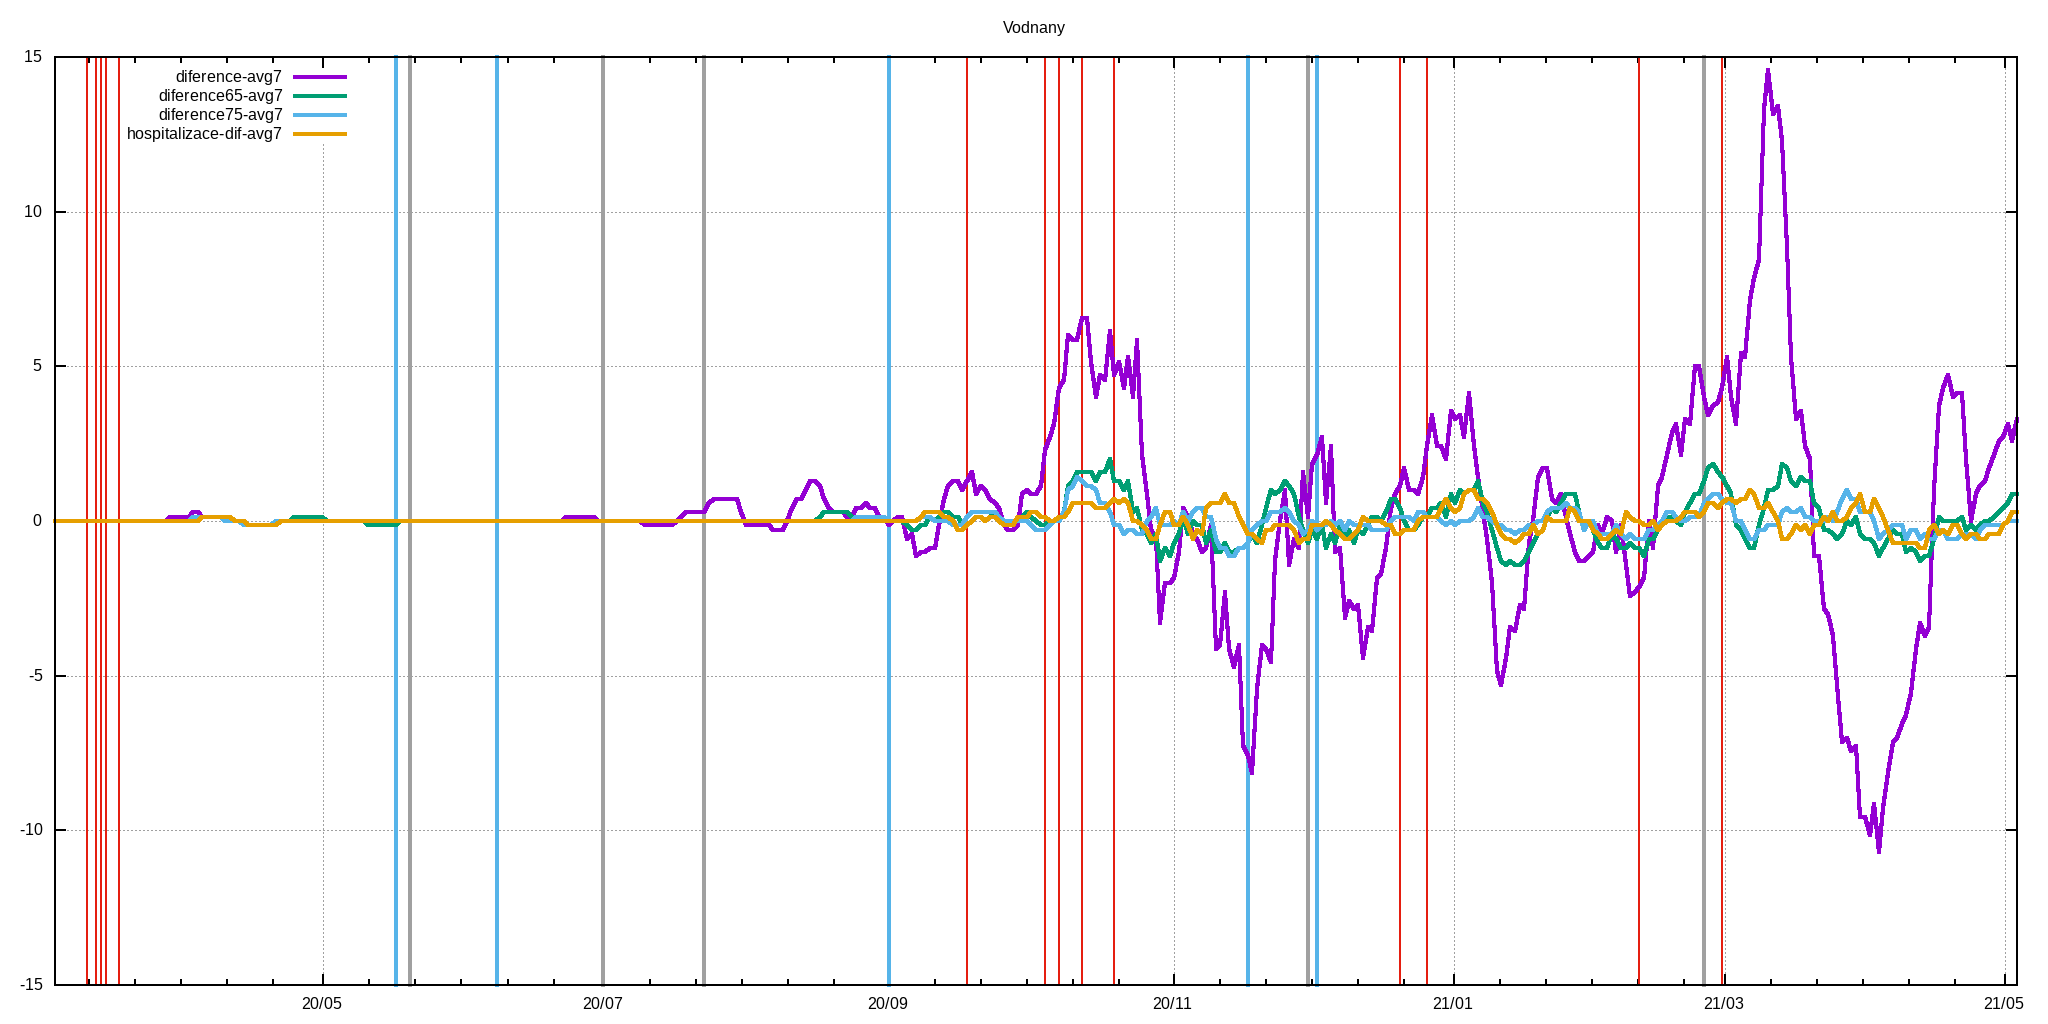 Vodnany
15
diference-avg7
diference65-avg7
diference75-avg7
hospitalizace-dif-avg7
10
5
0
-5
-10
-15
20/05 20/07 20/09 20/11 21/01 21/03 21/05